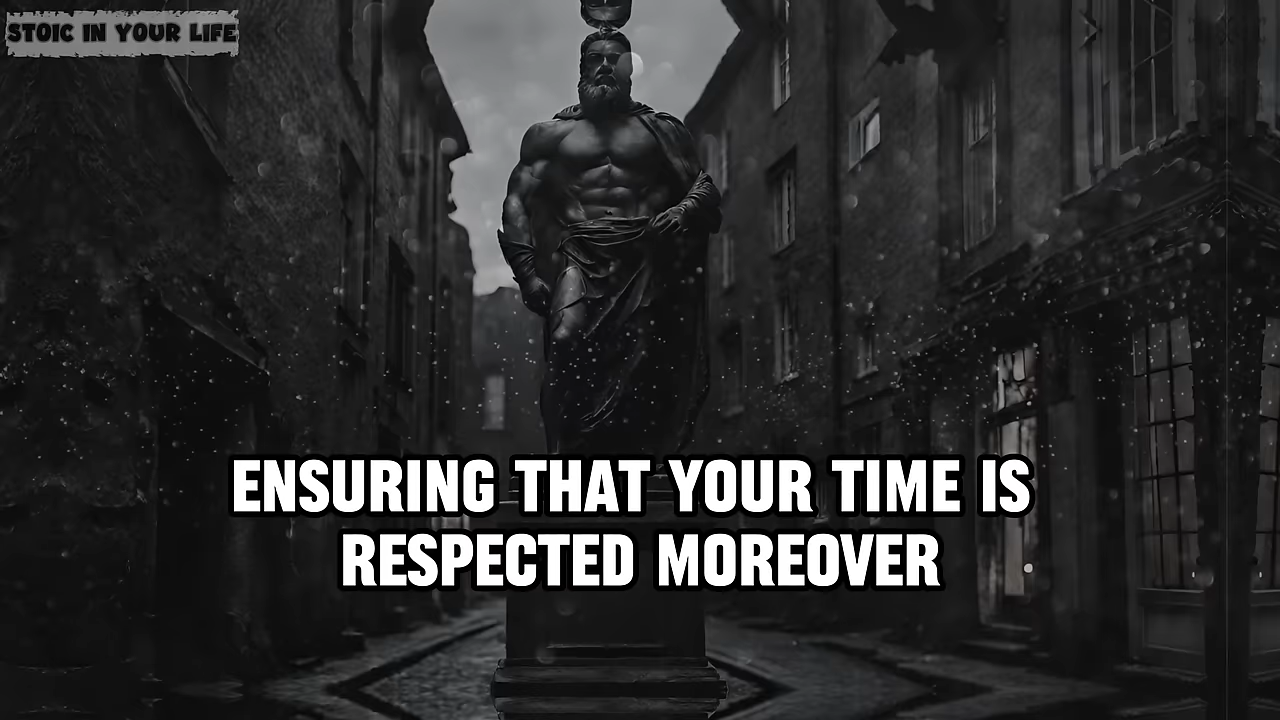 STOIC IN YOUR LIFE
ENSURING THAT YOUR TIME IS
RESPECTED MOREOVER